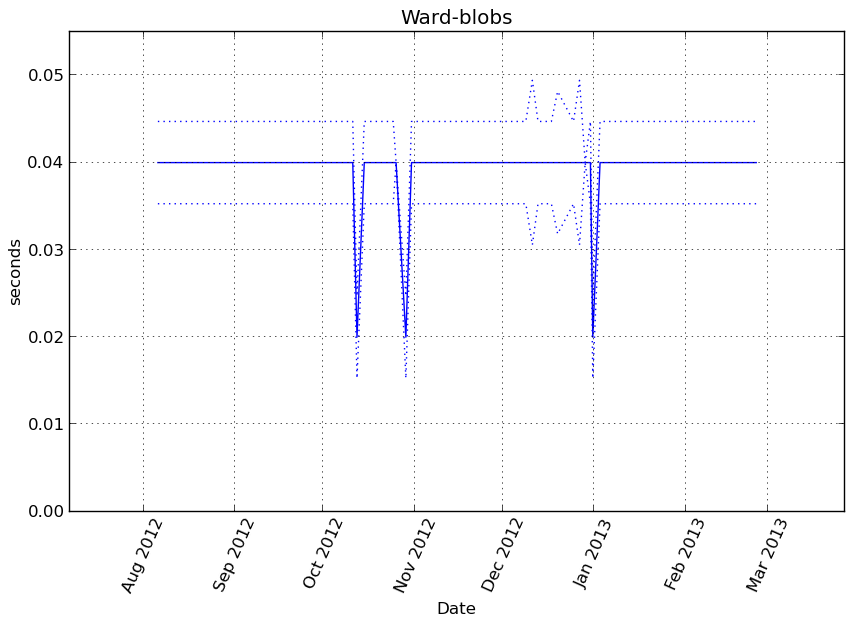 Ward-blobs
0.05
0.04
0.03
0.02
0.01
0.00
seconds
Aug 2012
Sep 2012
Oct 2012
Nov 2012
Dec 2012
Jan 2013
Feb 2013
Mar 2013
Date